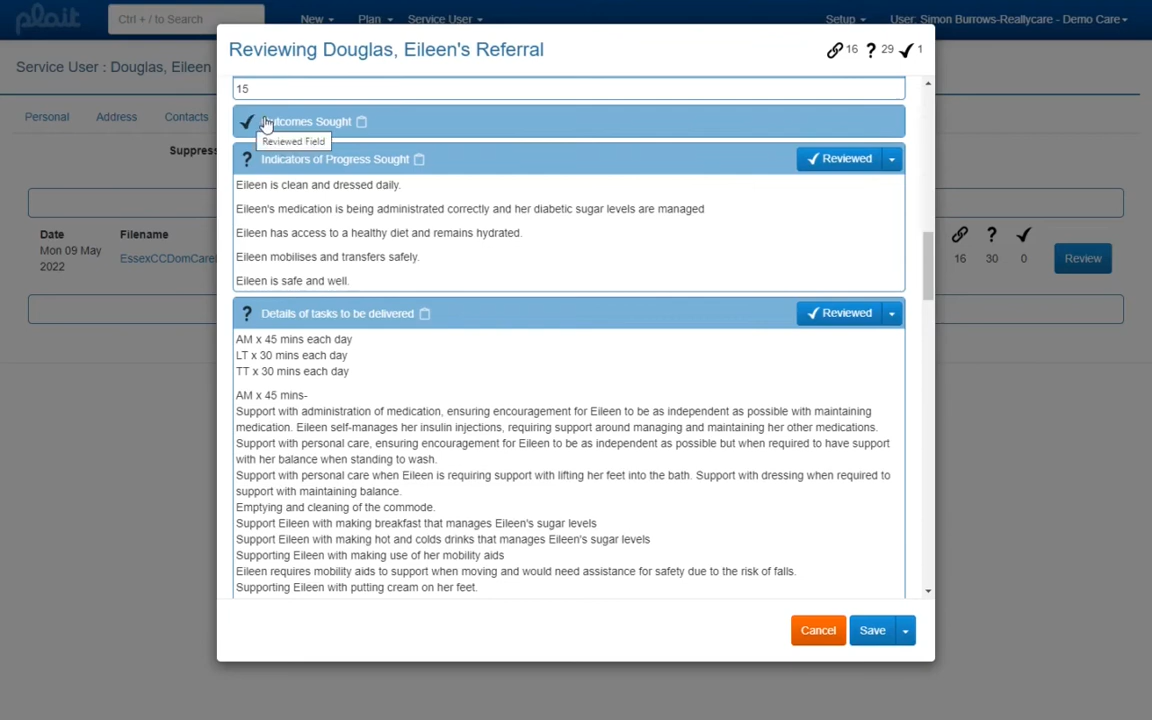 plait
Ctrl + / to Search
New
Plan
Service User
Setup
User: Simon Burrows-Reallycare - Demo Care
Service User : Douglas, Eileen
Personal
Address
Contacts
Suppress
Date
Filename
Mon 09 May
2022
EssexCCDomCare
16
30
0
Review
Reviewing Douglas, Eileen's Referral
16
? 29
1
15
Outcomes Sought
Reviewed Field
? Indicators of Progress Sought
Reviewed
Eileen is clean and dressed daily.
Eileen's medication is being administrated correctly and her diabetic sugar levels are managed
Eileen has access to a healthy diet and remains hydrated.
Eileen mobilises and transfers safely.
Eileen is safe and well.
? Details of tasks to be delivered
Reviewed
AM x 45 mins each day
LT x 30 mins each day
TT x 30 mins each day
AM x 45 mins-
Support with administration of medication, ensuring encouragement for Eileen to be as independent as possible with maintaining
medication. Eileen self-manages her insulin injections, requiring support around managing and maintaining her other medications.
Support with personal care, ensuring encouragement for Eileen to be as independent as possible but when required to have support
with her balance when standing to wash.
Support with personal care when Eileen is requiring support with lifting her feet into the bath. Support with dressing when required to
support with maintaining balance.
Emptying and cleaning of the commode.
Support Eileen with making breakfast that manages Eileen's sugar levels
Support Eileen with making hot and colds drinks that manages Eileen's sugar levels
Supporting Eileen with making use of her mobility aids
Eileen requires mobility aids to support when moving and would need assistance for safety due to the risk of falls.
Supporting Eileen with putting cream on her feet.
Cancel
Save